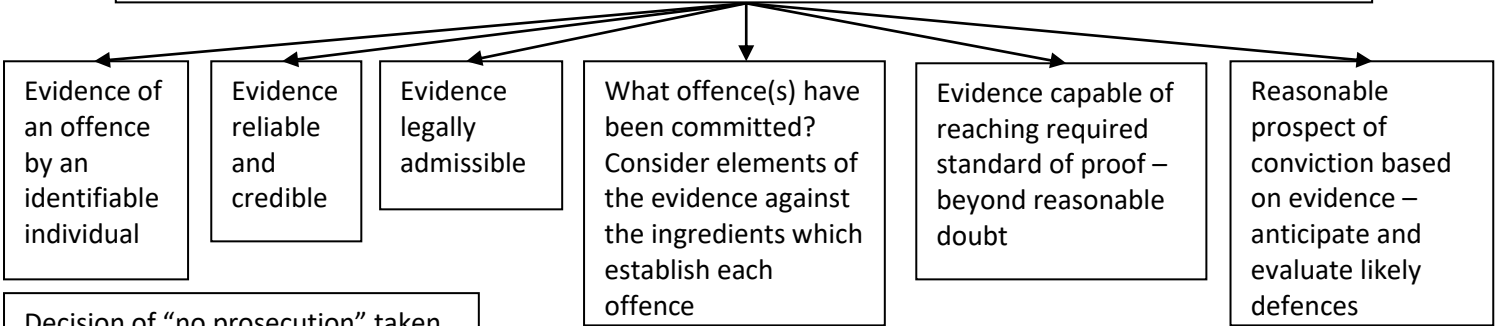 Evidence of
an offence
by an
identifiable
individual
Evidence
reliable
and
credible
Evidence
legally
admissible
What offence(s) have
been committed?
Consider elements of
the evidence against
the ingredients which
establish each
offence
Evidence capable of
reaching required
standard of proof –
beyond reasonable
doubt
Reasonable
prospect of
conviction based
on evidence –
anticipate and
evaluate likely
defences
Decision of “no prosecution” taken